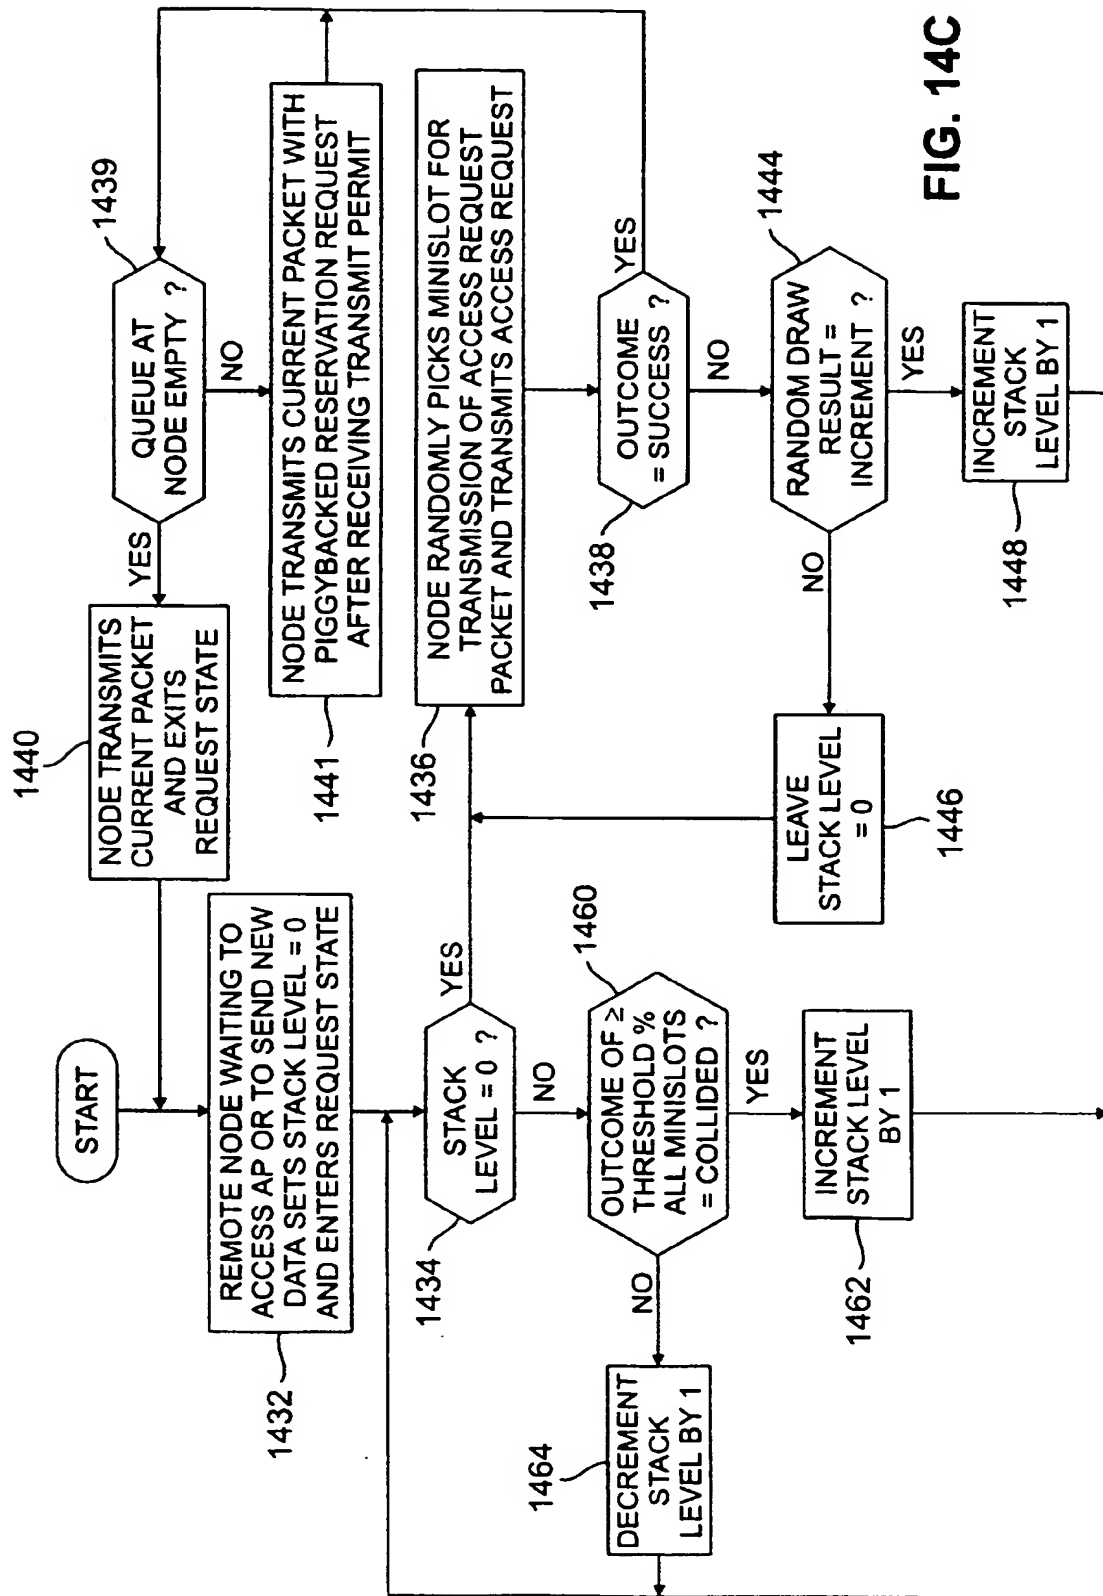 START
1440
NODE TRANSMITS
CURRENT PACKET
AND EXITS
REQUEST STATE
YES
QUEUE AT
NODE EMPTY ?
1439
NO
1432
REMOTE NODE WAITING TO
ACCESS AP OR TO SEND NEW
DATA SETS STACK LEVEL = 0
AND ENTERS REQUEST STATE
1441
NODE TRANSMITS CURRENT PACKET WITH
PIGGYBACKED RESERVATION REQUEST
AFTER RECEIVING TRANSMIT PERMIT
1434
STACK
LEVEL = 0 ?
YES
NO
1436
NODE RANDOMLY PICKS MINISLOT FOR
TRANSMISSION OF ACCESS REQUEST
PACKET AND TRANSMITS ACCESS REQUEST
1438
OUTCOME
= SUCCESS ?
YES
NO
1460
OUTCOME OF ≥
THRESHOLD %
ALL MINISLOTS
= COLLIDED ?
NO
YES
1464
DECREMENT
STACK
LEVEL BY 1
1462
INCREMENT
STACK LEVEL
BY 1
1444
RANDOM DRAW
RESULT =
INCREMENT ?
NO
YES
LEAVE
STACK LEVEL
= 0
1446
1448
INCREMENT
STACK
LEVEL BY 1
FIG. 14C